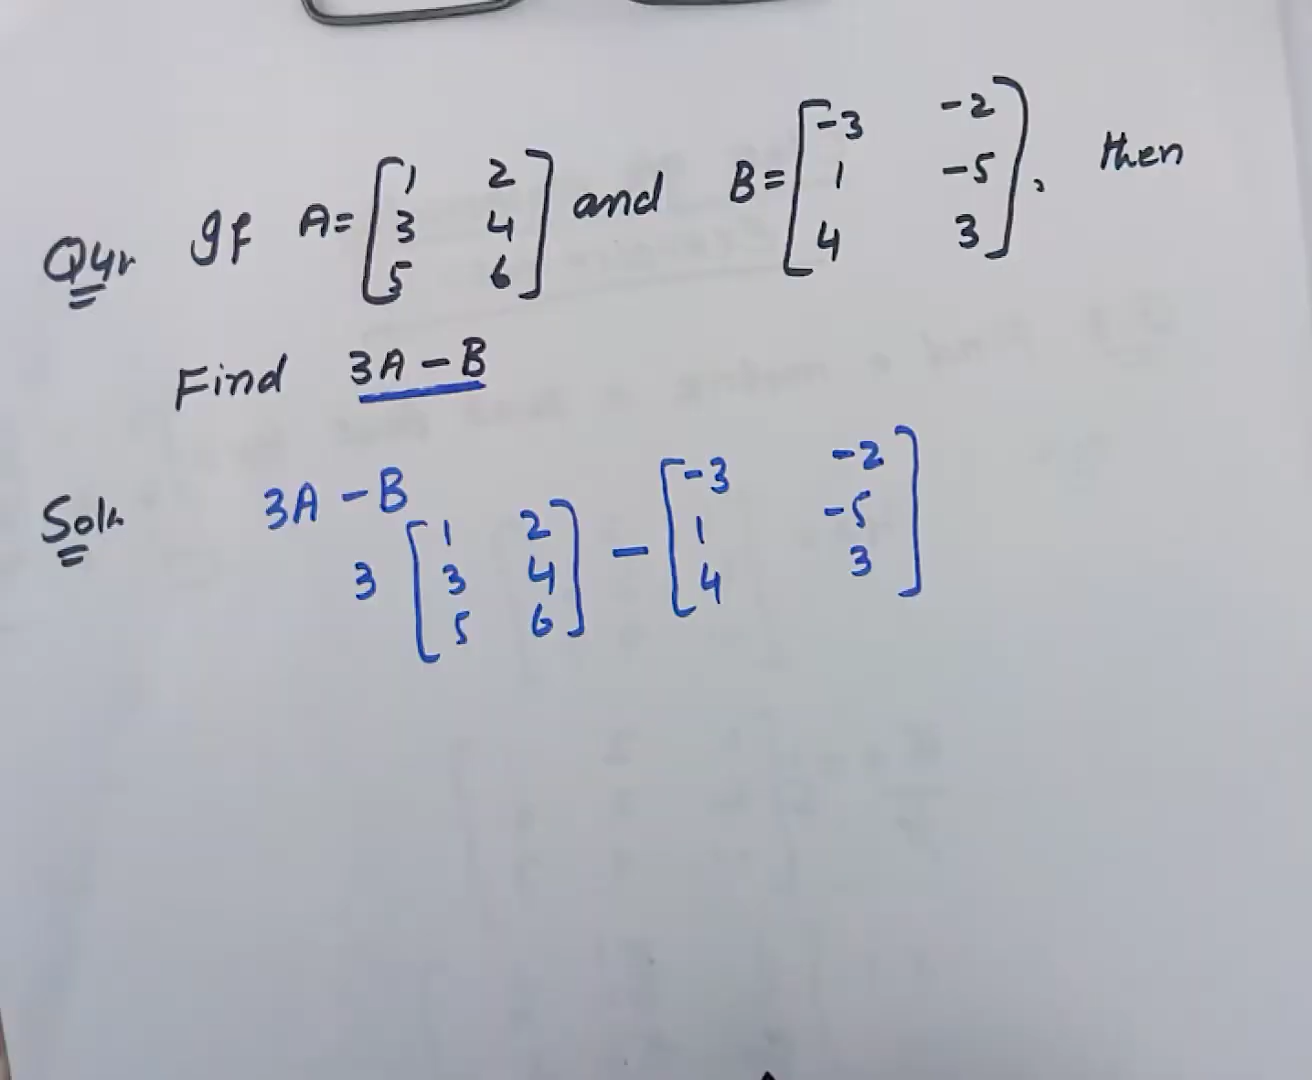 Q4r If A= [1 2 3 4 5 6] and B= [-3 -2 1 -5 4 3], then
Find 3A - B
Soln 3A - B
3 [1 2 3 4 5 6] - [-3 -2 1 -5 4 3]